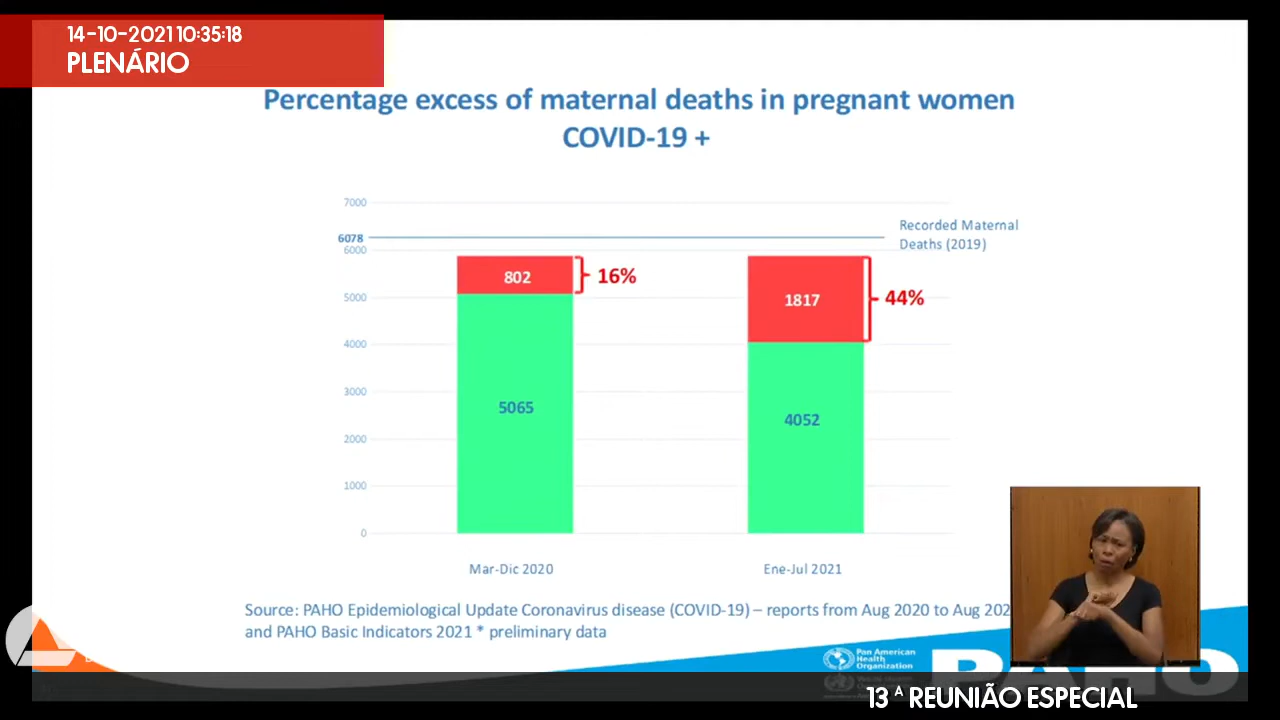 14-10-2021 10:35:18
PLENÁRIO
Percentage excess of maternal deaths in pregnant women
COVID-19 +
7000
6078
6000
5000
4000
3000
2000
1000
0
Recorded Maternal
Deaths (2019)
802
16%
5065
1817
44%
4052
Mar-Dic 2020
Ene-Jul 2021
Source: PAHO Epidemiological Update Coronavirus disease (COVID-19) – reports from Aug 2020 to Aug 202
and PAHO Basic Indicators 2021 * preliminary data
Pan American
Health
Organization
PAHO
13ª REUNIÃO ESPECIAL